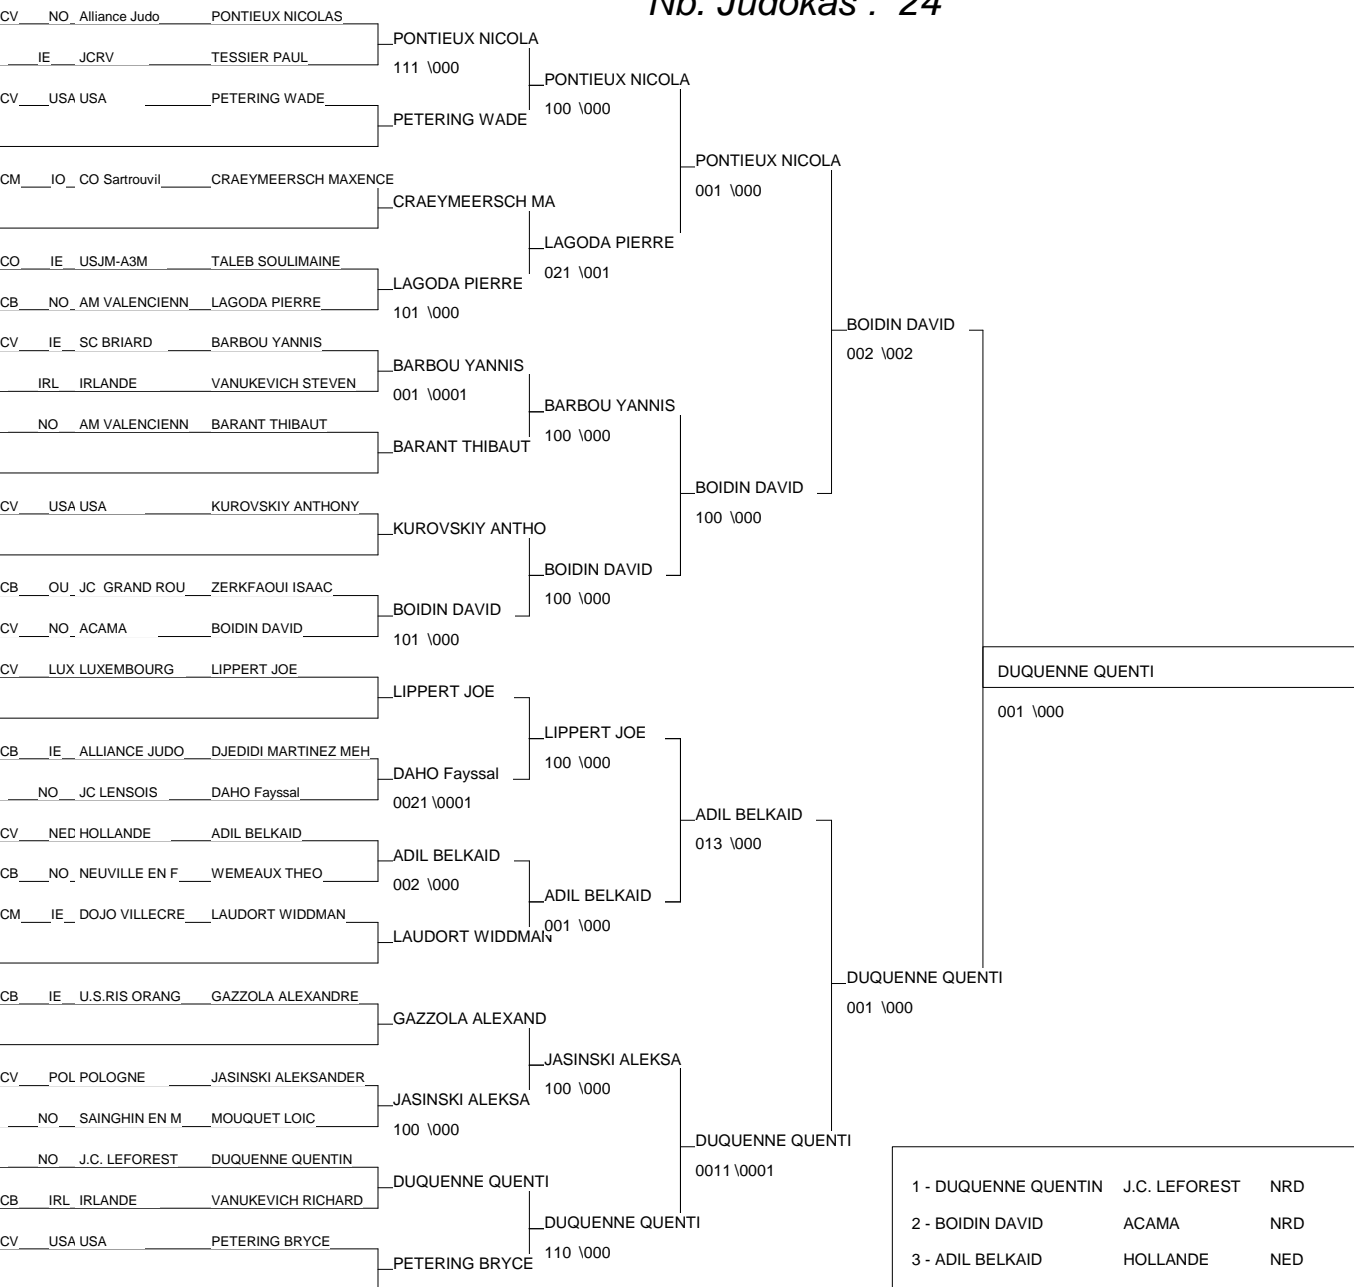 Nb. Judokas : 24
CV NO Alliance Judo PONTIEUX NICOLAS
PONTIEUX NICOLA
111 \000
IE JCRV TESSIER PAUL
PONTIEUX NICOLA
100 \000
CV USA USA PETERING WADE
PETERING WADE
PONTIEUX NICOLA
001 \000
CM IO CO Sartrouvil CRAEYMEERSCH MAXENCE
CRAEYMEERSCH MA
LAGODA PIERRE
021 \001
CO IE USJM-A3M TALEB SOULIMAINE
LAGODA PIERRE
101 \000
CB NO AM VALENCIENN LAGODA PIERRE
BOIDIN DAVID
002 \002
CV IE SC BRIARD BARBOU YANNIS
BARBOU YANNIS
001 \0001
IRL IRLANDE VANUKEVICH STEVEN
BARBOU YANNIS
100 \000
NO AM VALENCIENN BARANT THIBAUT
BARANT THIBAUT
BOIDIN DAVID
100 \000
CV USA USA KUROVSKIY ANTHONY
KUROVSKIY ANTHO
BOIDIN DAVID
100 \000
CB OU JC GRAND ROU ZERKFAOUI ISAAC
BOIDIN DAVID
101 \000
CV NO ACAMA BOIDIN DAVID
DUQUENNE QUENTI
001 \000
CV LUX LUXEMBOURG LIPPERT JOE
LIPPERT JOE
LIPPERT JOE
100 \000
CB IE ALLIANCE JUDO DJEDIDI MARTINEZ MEH
DAHO Fayssal
0021 \0001
NO JC LENSOIS DAHO Fayssal
ADIL BELKAID
013 \000
CV NED HOLLANDE ADIL BELKAID
ADIL BELKAID
002 \000
CB NO NEUVILLE EN F WEMEAUX THEO
ADIL BELKAID
001 \000
CM IE DOJO VILLECRE LAUDORT WIDDMAN
LAUDORT WIDDMAN
DUQUENNE QUENTI
001 \000
CB IE U.S.RIS ORANG GAZZOLA ALEXANDRE
GAZZOLA ALEXAND
JASINSKI ALEKSA
100 \000
CV POL POLOGNE JASINSKI ALEKSANDER
JASINSKI ALEKSA
100 \000
NO SAINGHIN EN M MOUQUET LOIC
DUQUENNE QUENTI
0011 \0001
NO J.C. LEFOREST DUQUENNE QUENTIN
DUQUENNE QUENTI
CB IRL IRLANDE VANUKEVICH RICHARD
DUQUENNE QUENTI
110 \000
CV USA USA PETERING BRYCE
PETERING BRYCE
1 - DUQUENNE QUENTIN J.C. LEFOREST NRD
2 - BOIDIN DAVID ACAMA NRD
3 - ADIL BELKAID HOLLANDE NED